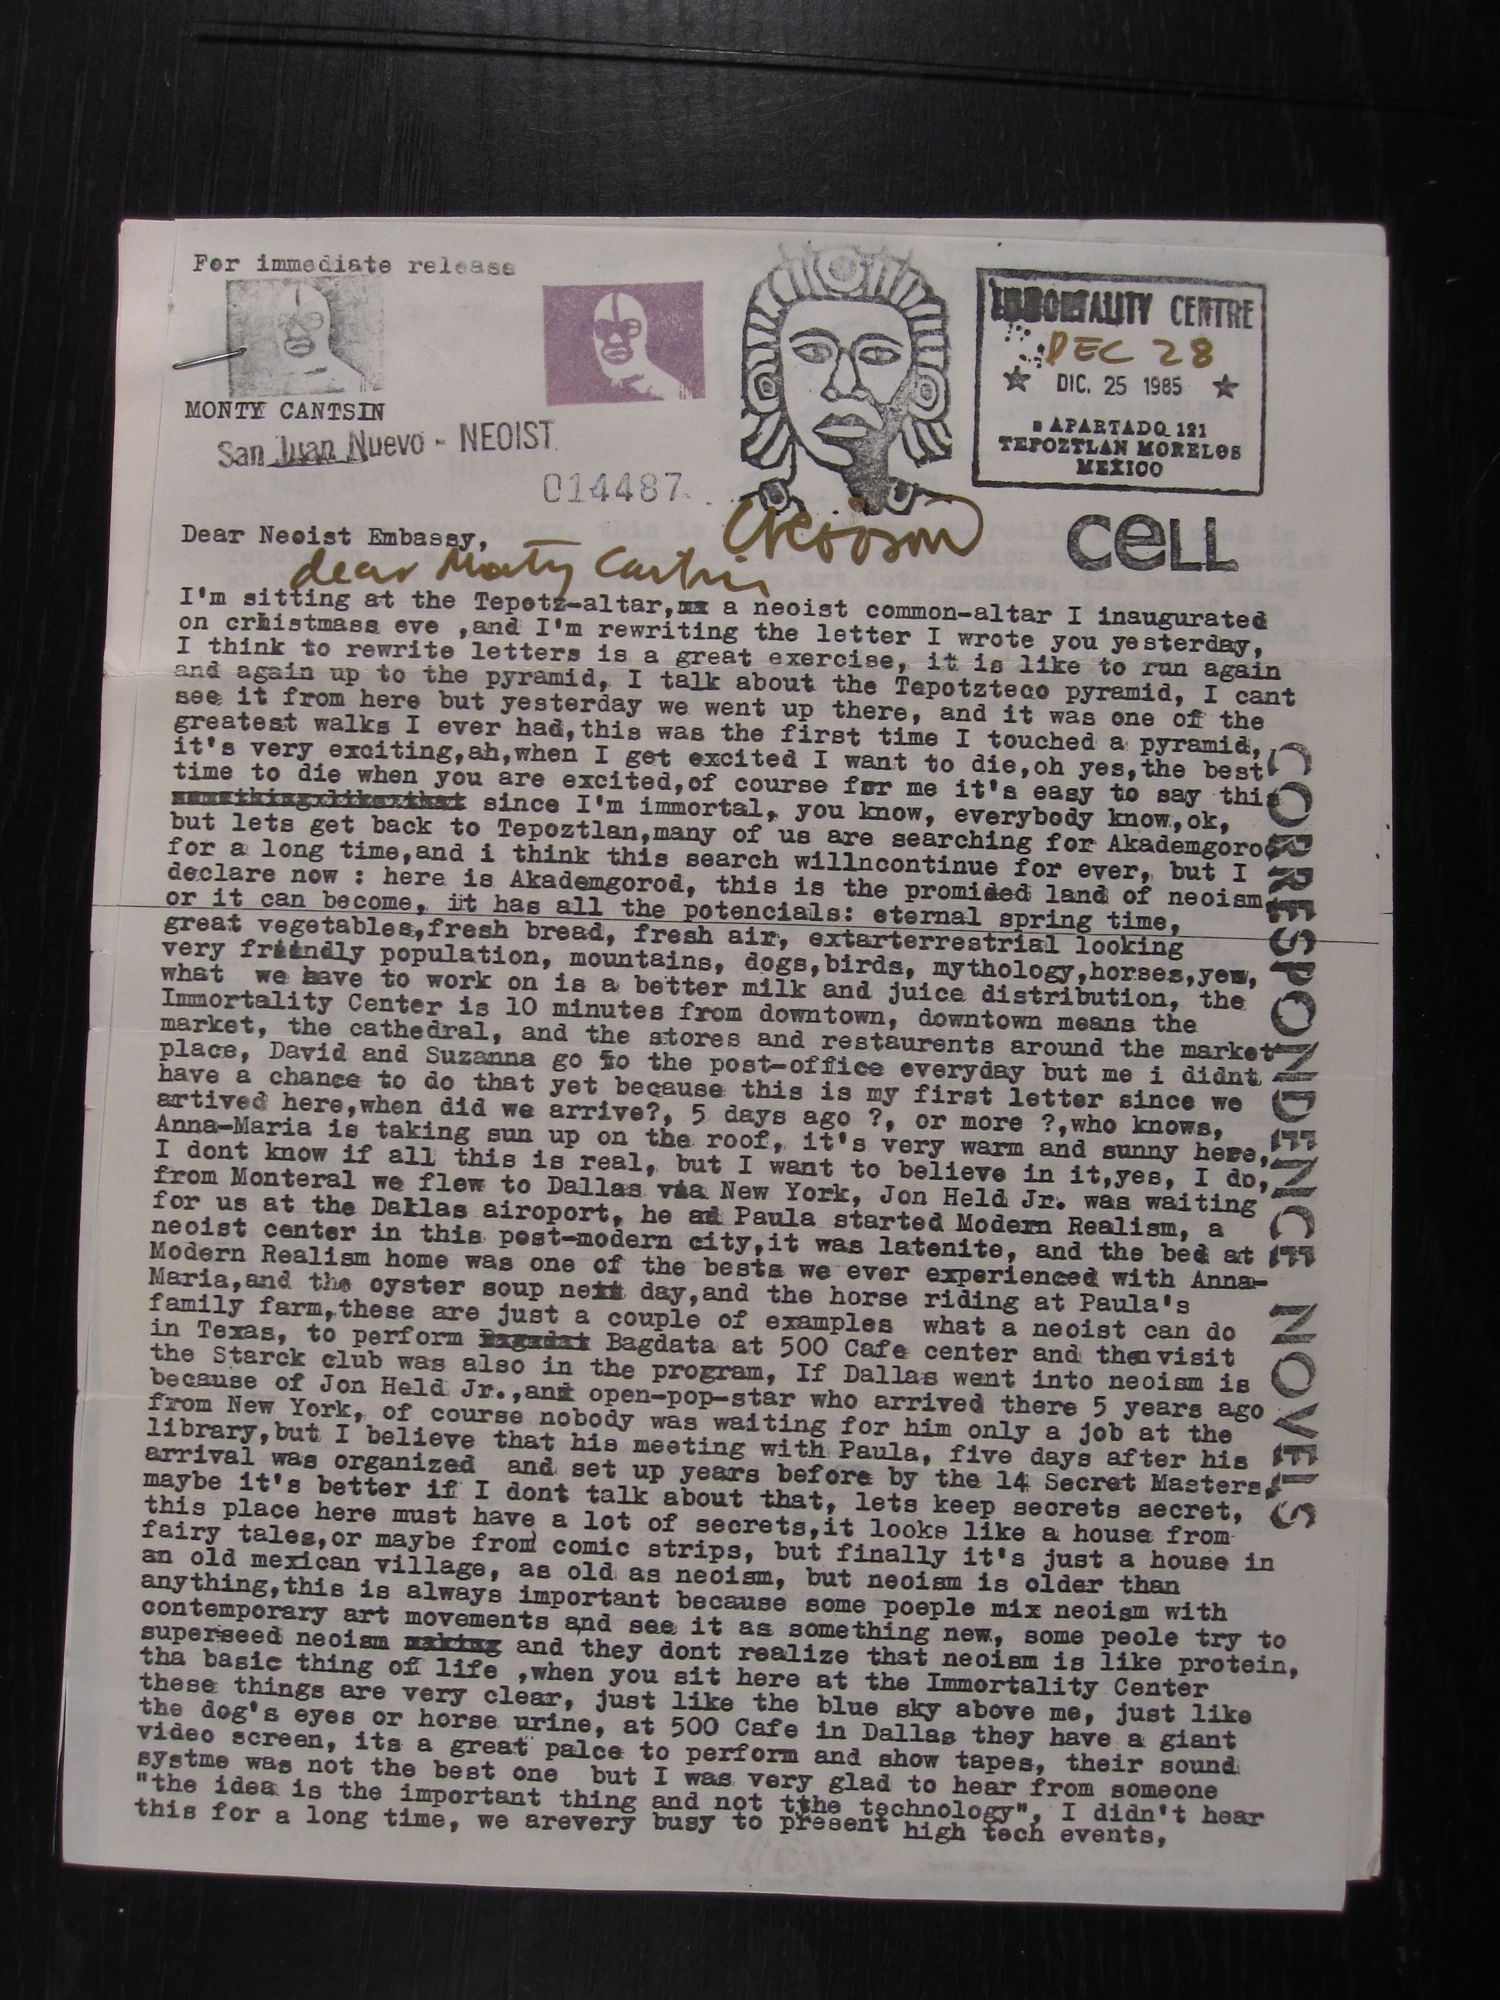 For immediate release
IMMORTALITY CENTRE
DEC 28
DIC. 25 1985
APARTADO 121
TEPOZTLAN MORELOS
MEXICO
MONTY CANTSIN
San Juan Nuevo - NEOIST
014487
CELL
Dear Neoist Embassy,
dear Monty Cantsin
I'm sitting at the Tepotz-altar, a neoist common-altar I inaugurated
on crhistmass eve ,and I'm rewriting the letter I wrote you yesterday,
I think to rewrite letters is a great exercise, it is like to run again
and again up to the pyramid, I talk about the Tepotzteco pyramid, I cant
see it from here but yesterday we went up there, and it was one of the
greatest walks I ever had,this was the first time I touched a pyramid,
it's very exciting,ah,when I get excited I want to die,oh yes,the best
time to die when you are excited,of course for me it's easy to say this
somethingxlikexthat since I'm immortal, you know, everybody know,ok,
but lets get back to Tepoztlan,many of us are searching for Akademgorod
for a long time,and i think this search willncontinue for ever, but I
declare now : here is Akademgorod, this is the promided land of neoism,
or it can become, it has all the potencials: eternal spring time,
great vegetables,fresh bread, fresh air, extarterrestrial looking
very friendly population, mountains, dogs,birds, mythology,horses,yes,
what we have to work on is a better milk and juice distribution, the
Immortality Center is 10 minutes from downtown, downtown means the
market, the cathedral, and the stores and restaurents around the market
place, David and Suzanna go to the post-office everyday but me i didnt
have a chance to do that yet because this is my first letter since we
artived here,when did we arrive?, 5 days ago ?, or more ?,who knows,
Anna-Maria is taking sun up on the roof, it's very warm and sunny here,
I dont know if all this is real, but I want to believe in it,yes, I do,
from Monteral we flew to Dallas via New York, Jon Held Jr. was waiting
for us at the Dallas airoport, he ad Paula started Modern Realism, a
neoist center in this post-modern city,it was latenite, and the bed at
Modern Realism home was one of the bests we ever experienced with Anna-
Maria,and the oyster soup next day,and the horse riding at Paula's
family farm,these are just a couple of examples what a neoist can do
in Texas, to perform Bagdata at 500 Cafe center and then visit
the Starck club was also in the program, If Dallas went into neoism is
because of Jon Held Jr.,and open-pop-star who arrived there 5 years ago
from New York, of course nobody was waiting for him only a job at the
library,but I believe that his meeting with Paula, five days after his
arrival was organized and set up years before by the 14 Secret Masters,
maybe it's better if I dont talk about that, lets keep secrets secret,
this place here must have a lot of secrets,it looks like a house from
fairy tales,or maybe from comic strips, but finally it's just a house in
an old mexican village, as old as neoism, but neoism is older than
anything,this is always important because some poeple mix neoism with
contemporary art movements and see it as something new, some peole try to
superseed neoism making and they dont realize that neoism is like protein,
tha basic thing of life ,when you sit here at the Immortality Center
these things are very clear, just like the blue sky above me, just like
the dog's eyes or horse urine, at 500 Cafe in Dallas they have a giant
video screen, its a great palce to perform and show tapes, their sound
systme was not the best one but I was very glad to hear from someone
"the idea is the important thing and not tthe technology", I didn't hear
this for a long time, we arevery busy to present high tech events,
CORRESPONDENCE NOVELS